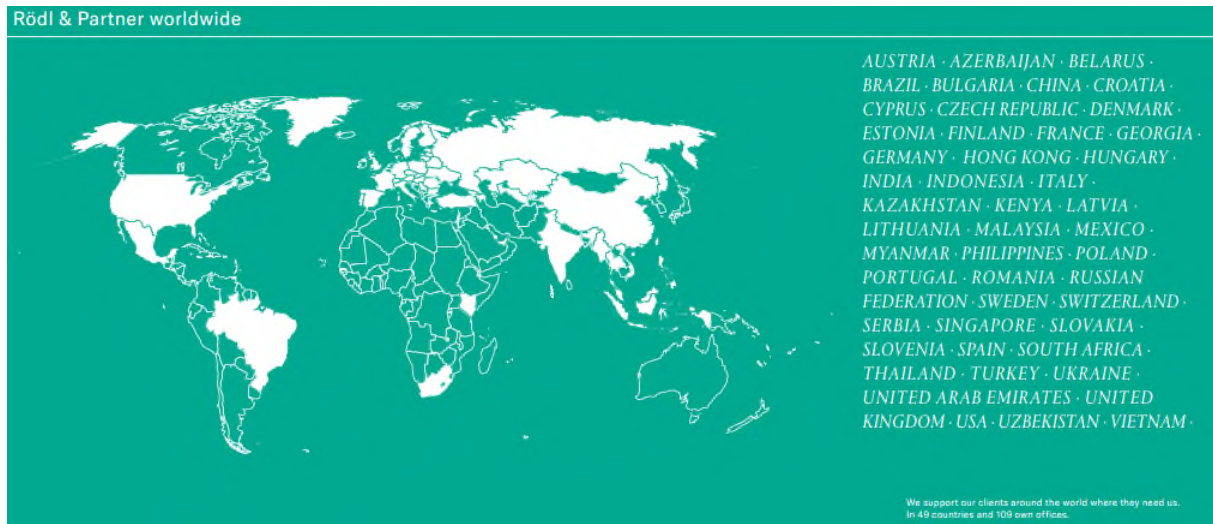 Rödl & Partner worldwide
AUSTRIA · AZERBAIJAN · BELARUS ·
BRAZIL · BULGARIA · CHINA · CROATIA ·
CYPRUS · CZECH REPUBLIC · DENMARK ·
ESTONIA · FINLAND · FRANCE · GEORGIA ·
GERMANY · HONG KONG · HUNGARY ·
INDIA · INDONESIA · ITALY ·
KAZAKHSTAN · KENYA · LATVIA ·
LITHUANIA · MALAYSIA · MEXICO ·
MYANMAR · PHILIPPINES · POLAND ·
PORTUGAL · ROMANIA · RUSSIAN
FEDERATION · SWEDEN · SWITZERLAND ·
SERBIA · SINGAPORE · SLOVAKIA ·
SLOVENIA · SPAIN · SOUTH AFRICA ·
THAILAND · TURKEY · UKRAINE ·
UNITED ARAB EMIRATES · UNITED
KINGDOM · USA · UZBEKISTAN · VIETNAM ·
We support our clients around the world where they need us.
In 49 countries and 109 own offices.